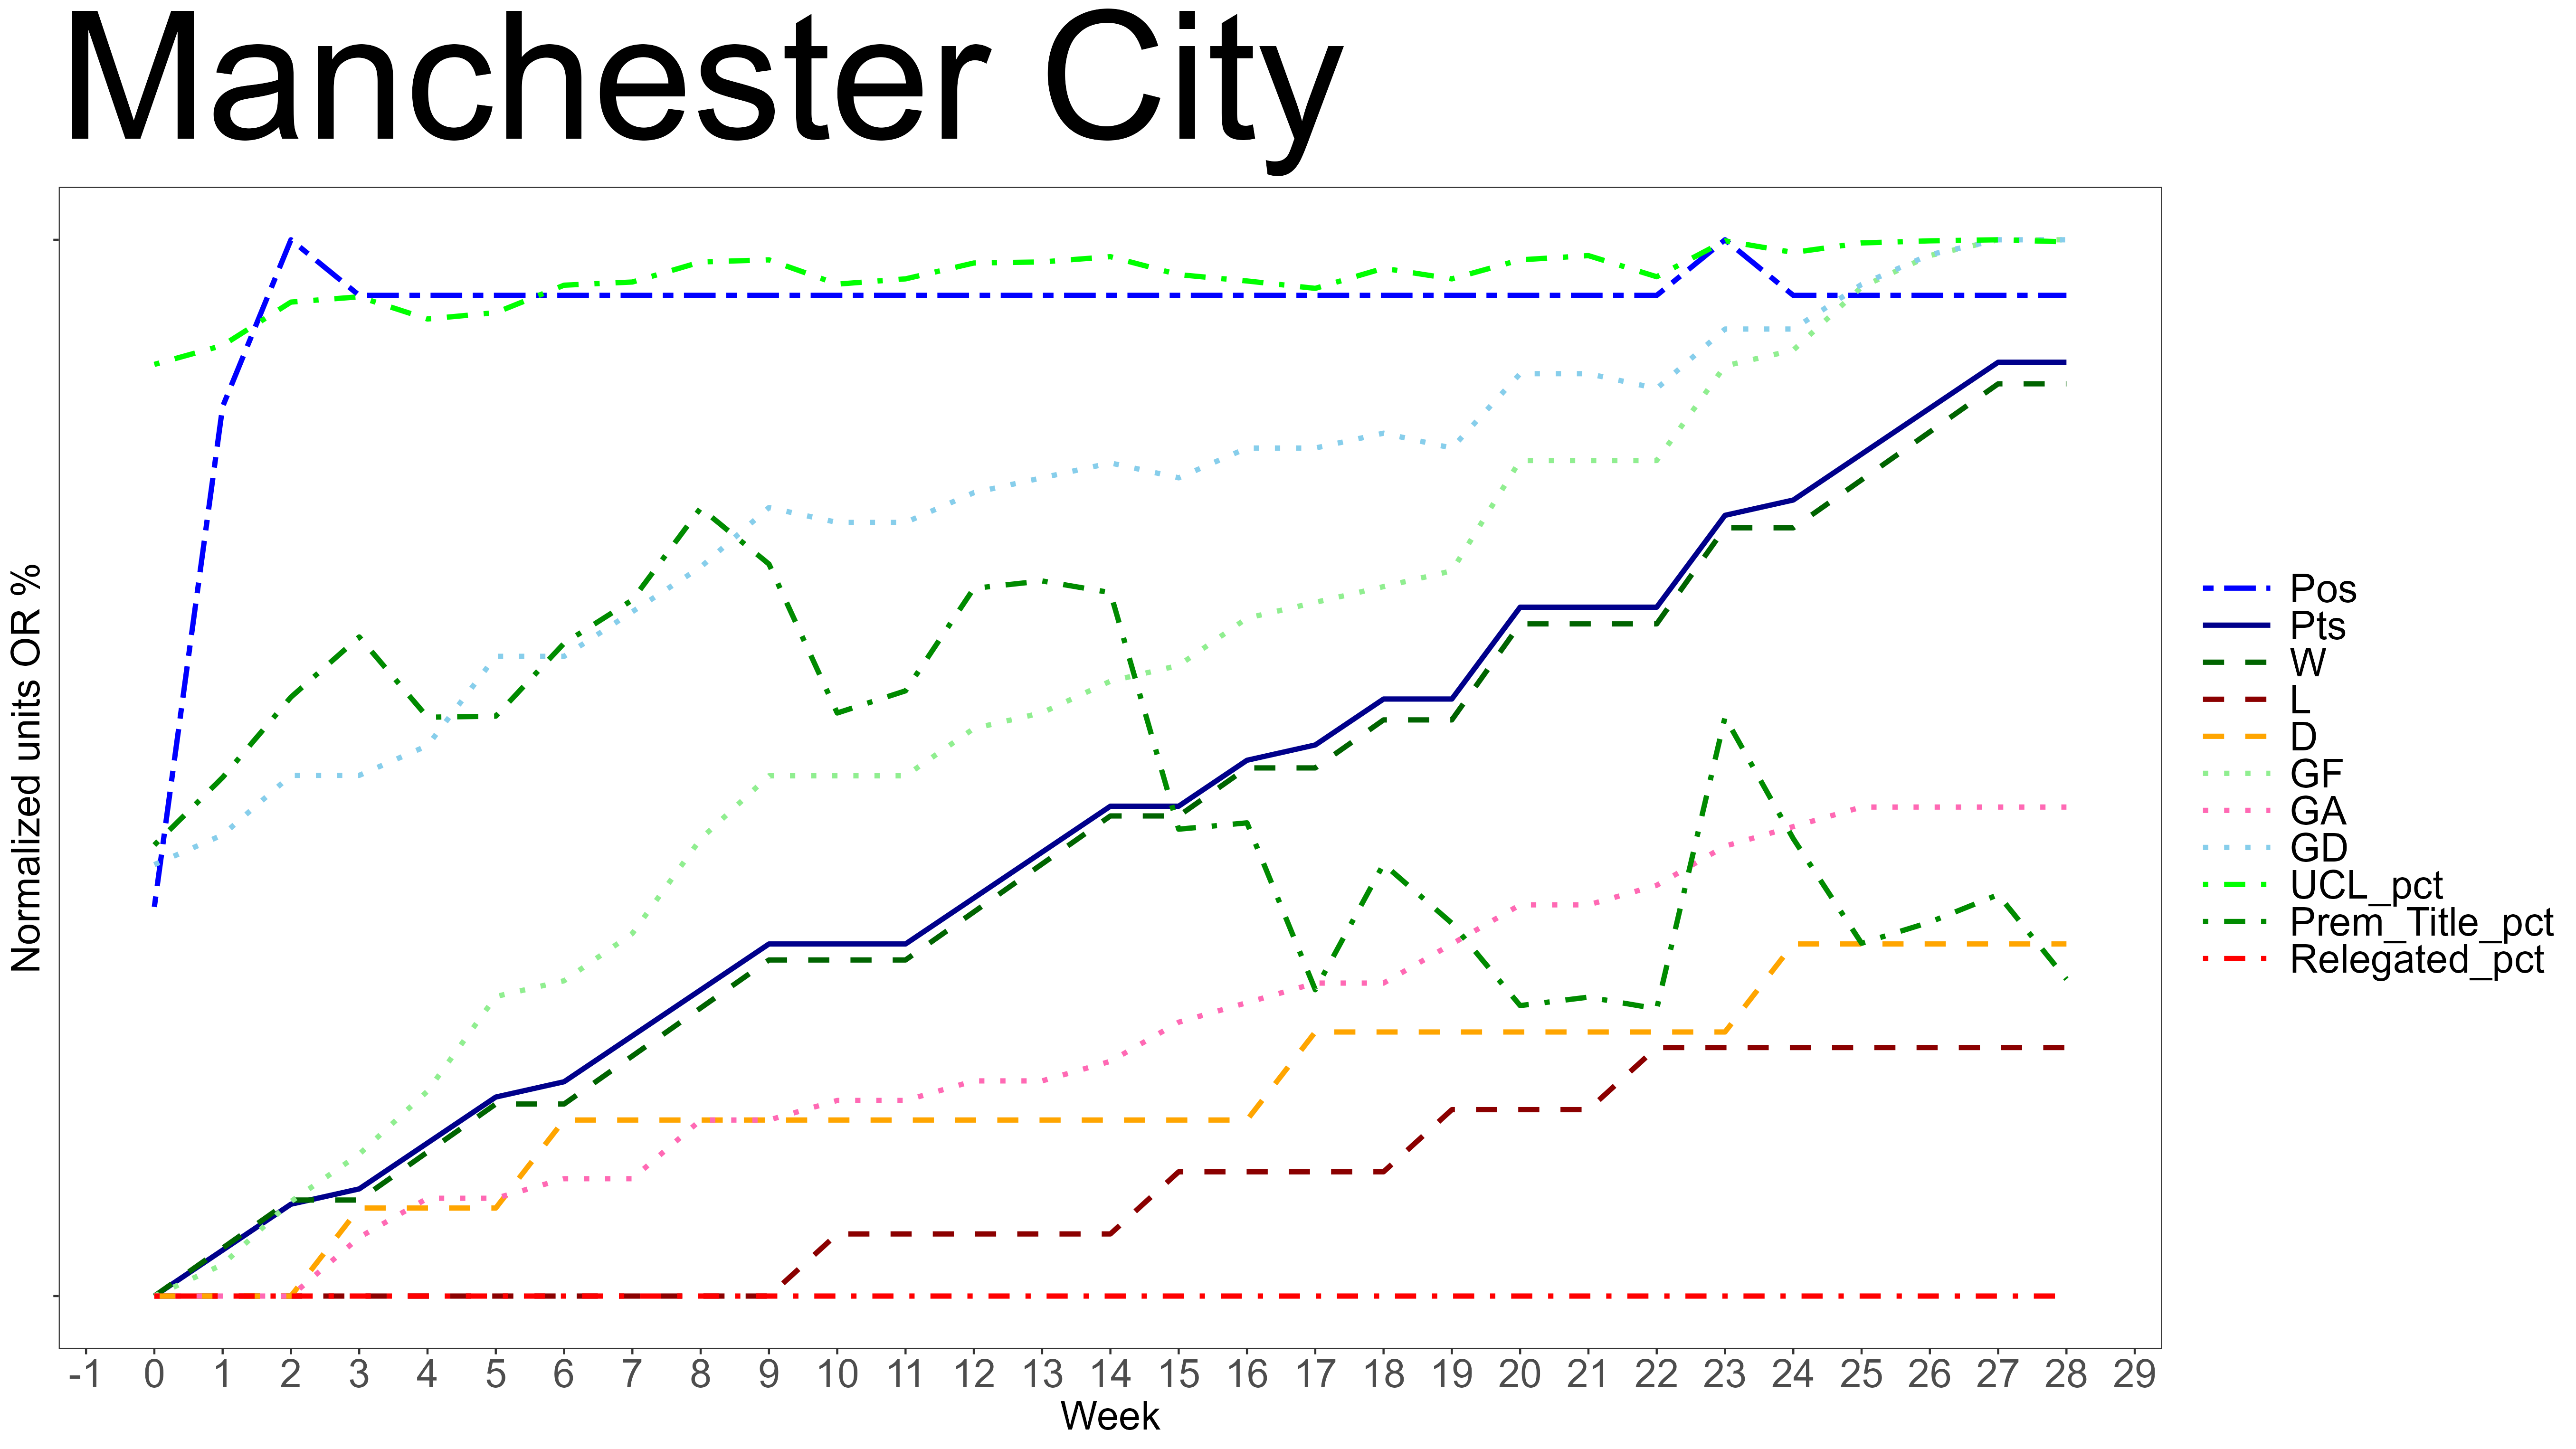 Manchester City
Normalized units OR %
Pos
Pts
W
L
D
GF
GA
GD
UCL_pct
Prem_Title_pct
Relegated_pct
-1 0 1 2 3 4 5 6 7 8 9 10 11 12 13 14 15 16 17 18 19 20 21 22 23 24 25 26 27 28 29
Week